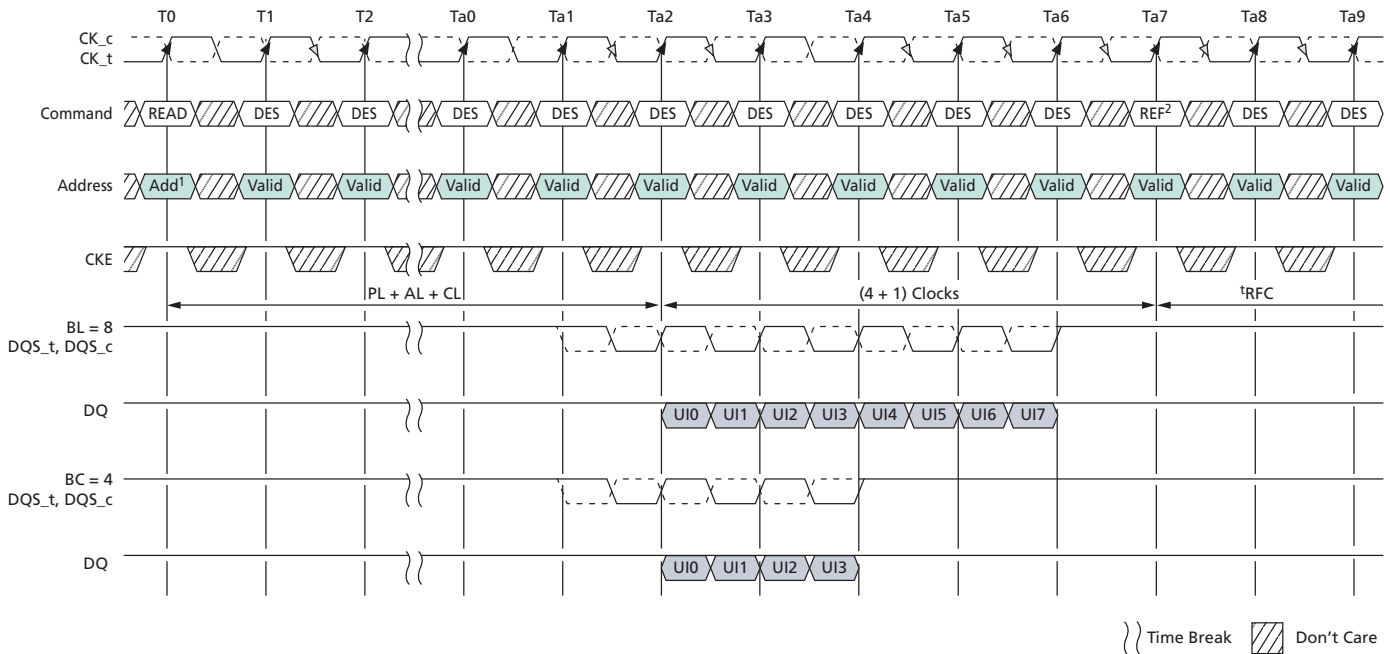 T0 T1 T2 Ta0 Ta1 Ta2 Ta3 Ta4 Ta5 Ta6 Ta7 Ta8 Ta9
CK_c
CK_t
Command READ DES DES DES DES DES DES DES DES DES REF2 DES DES
Address Add1 Valid Valid Valid Valid Valid Valid Valid Valid Valid Valid Valid Valid
CKE
PL + AL + CL (4 + 1) Clocks tRFC
BL = 8
DQS_t, DQS_c
DQ UI0 UI1 UI2 UI3 UI4 UI5 UI6 UI7
BC = 4
DQS_t, DQS_c
DQ UI0 UI1 UI2 UI3
Time Break Don't Care